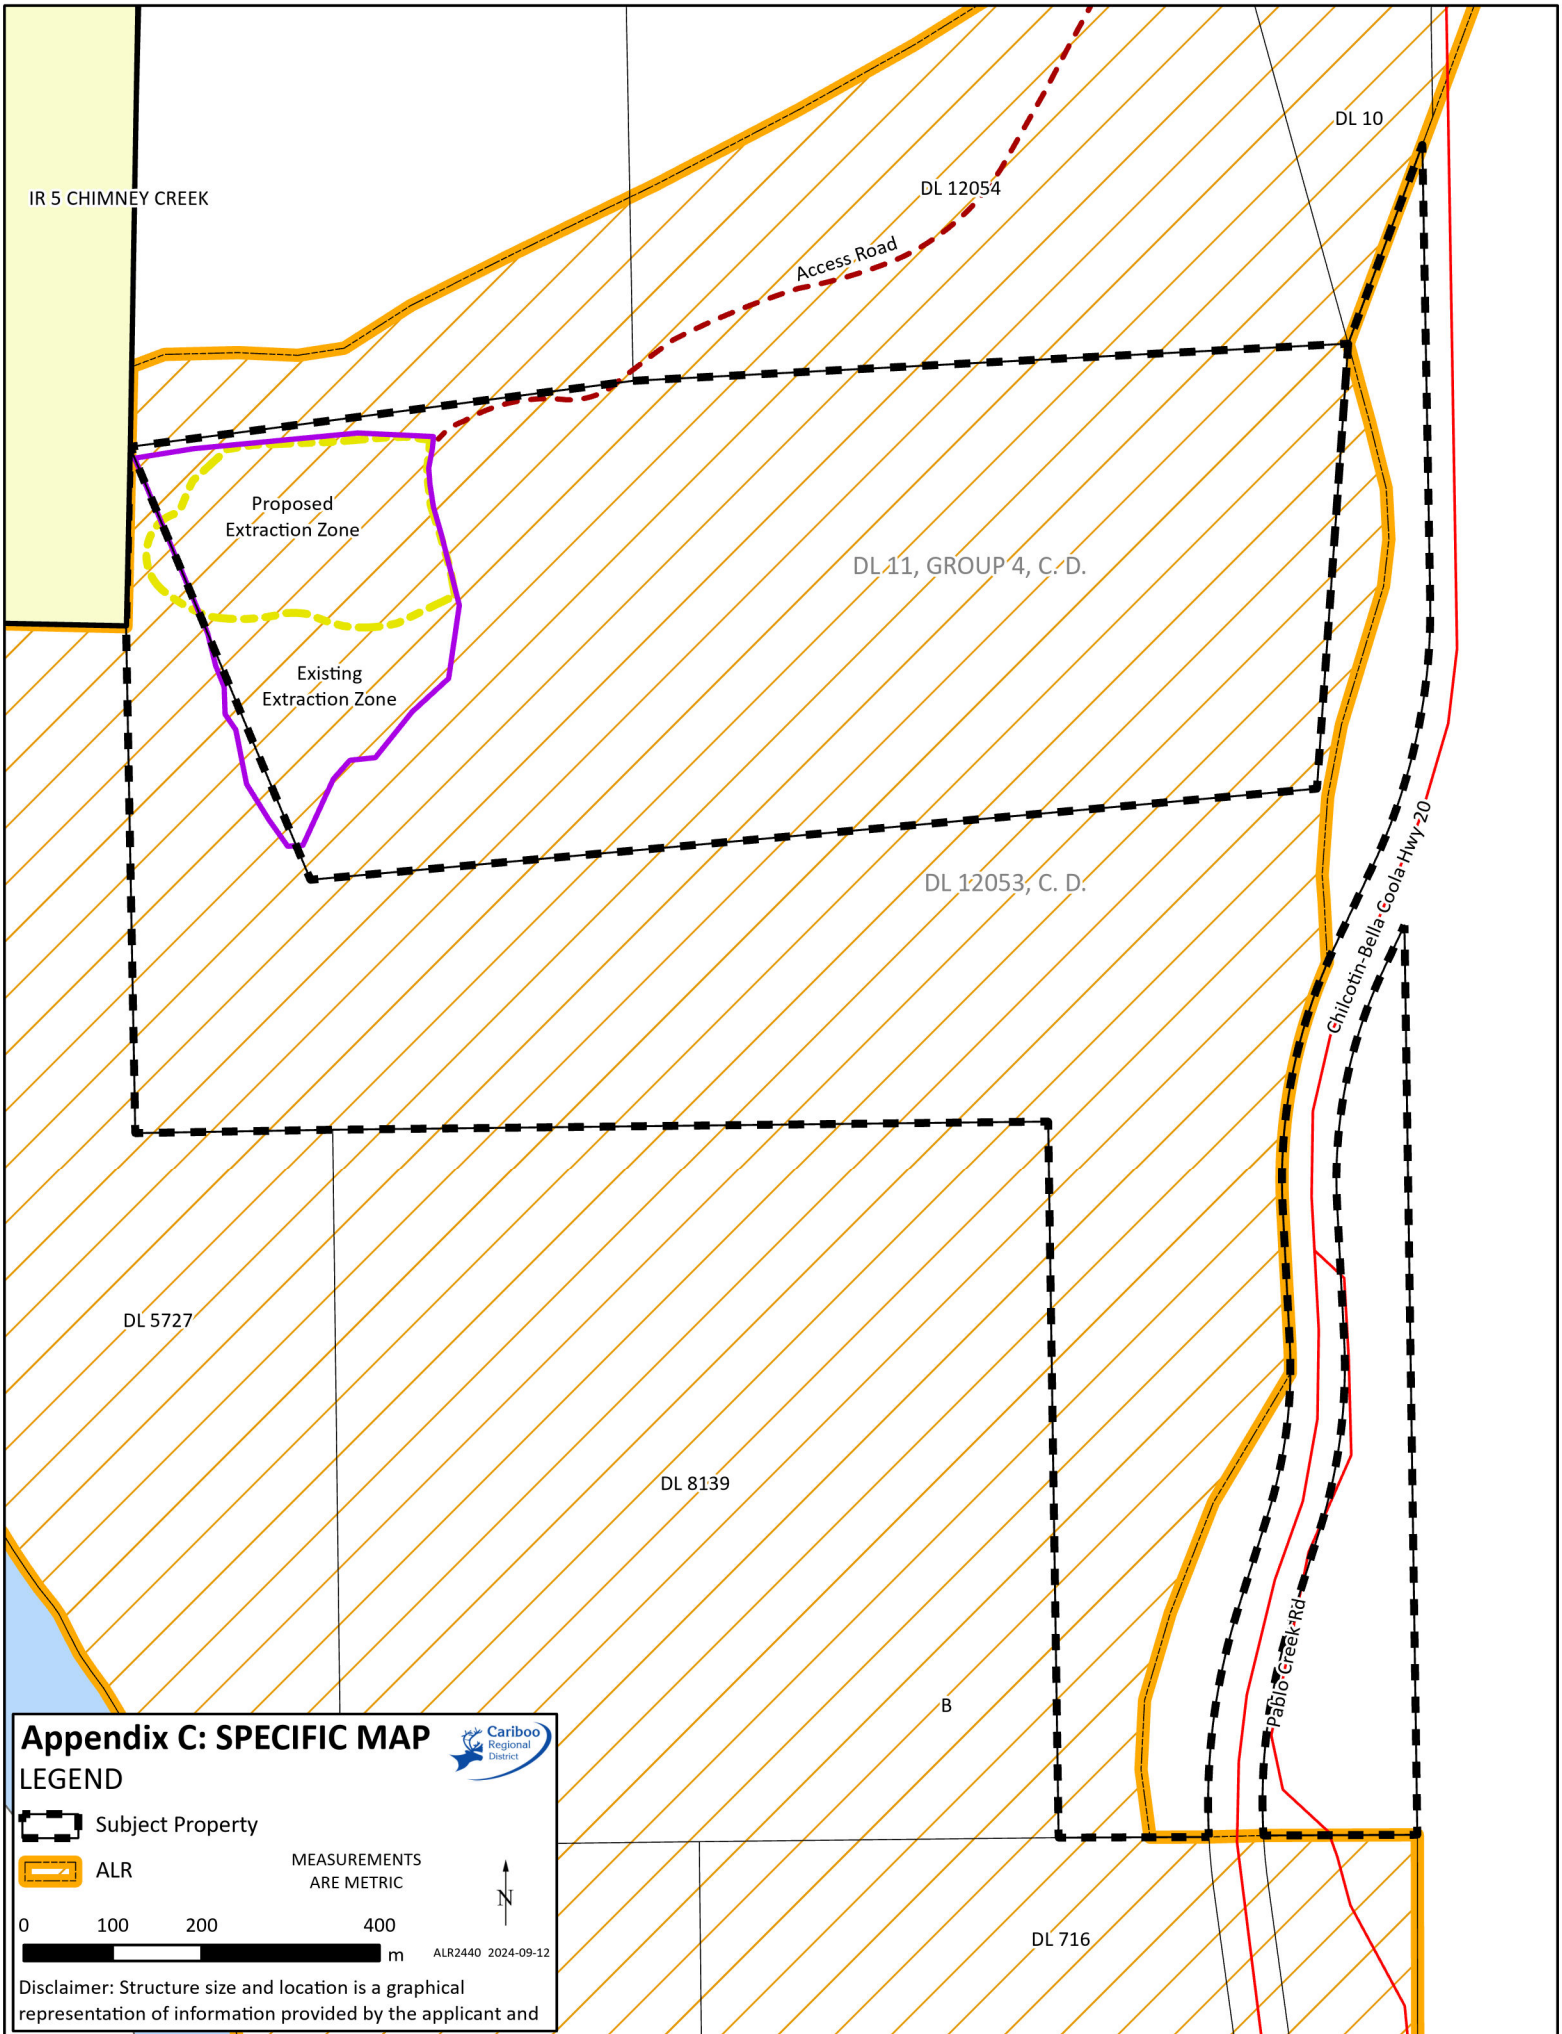 DL 10
IR 5 CHIMNEY CREEK
DL 12054
Access Road
Proposed
Extraction Zone
DL 11, GROUP 4, C. D.
Existing
Extraction Zone
DL 12053, C. D.
Chilcotin-Bella Coola Hwy 20
DL 5727
DL 8139
Pablo Creek Rd
B
Appendix C: SPECIFIC MAP
Cariboo
Regional
District
LEGEND
Subject Property
ALR
MEASUREMENTS
ARE METRIC
N
0 100 200 400
m
ALR2440 2024-09-12
Disclaimer: Structure size and location is a graphical
representation of information provided by the applicant and
DL 716